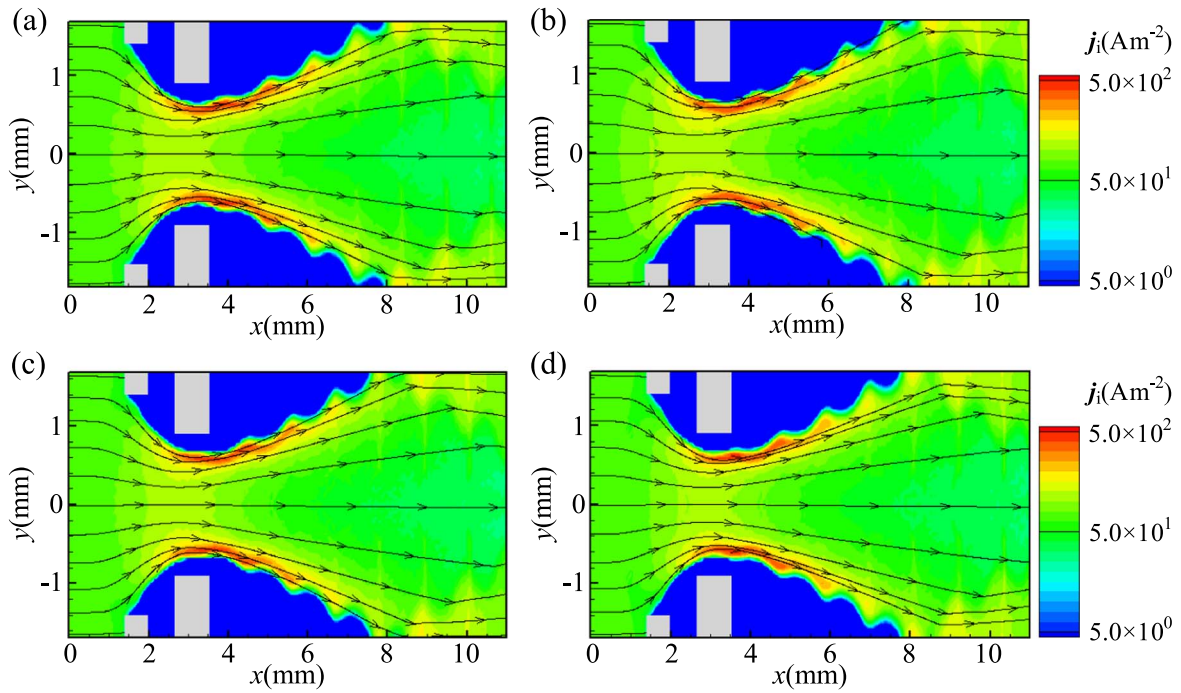 (a)
(b)
jᵢ(Am⁻²)
5.0×10²
5.0×10¹
5.0×10⁰
y(mm)
1
0
-1
0 2 4 6 8 10
x(mm)
y(mm)
1
0
-1
0 2 4 6 8 10
x(mm)
(c)
(d)
jᵢ(Am⁻²)
5.0×10²
5.0×10¹
5.0×10⁰
y(mm)
1
0
-1
0 2 4 6 8 10
x(mm)
y(mm)
1
0
-1
0 2 4 6 8 10
x(mm)